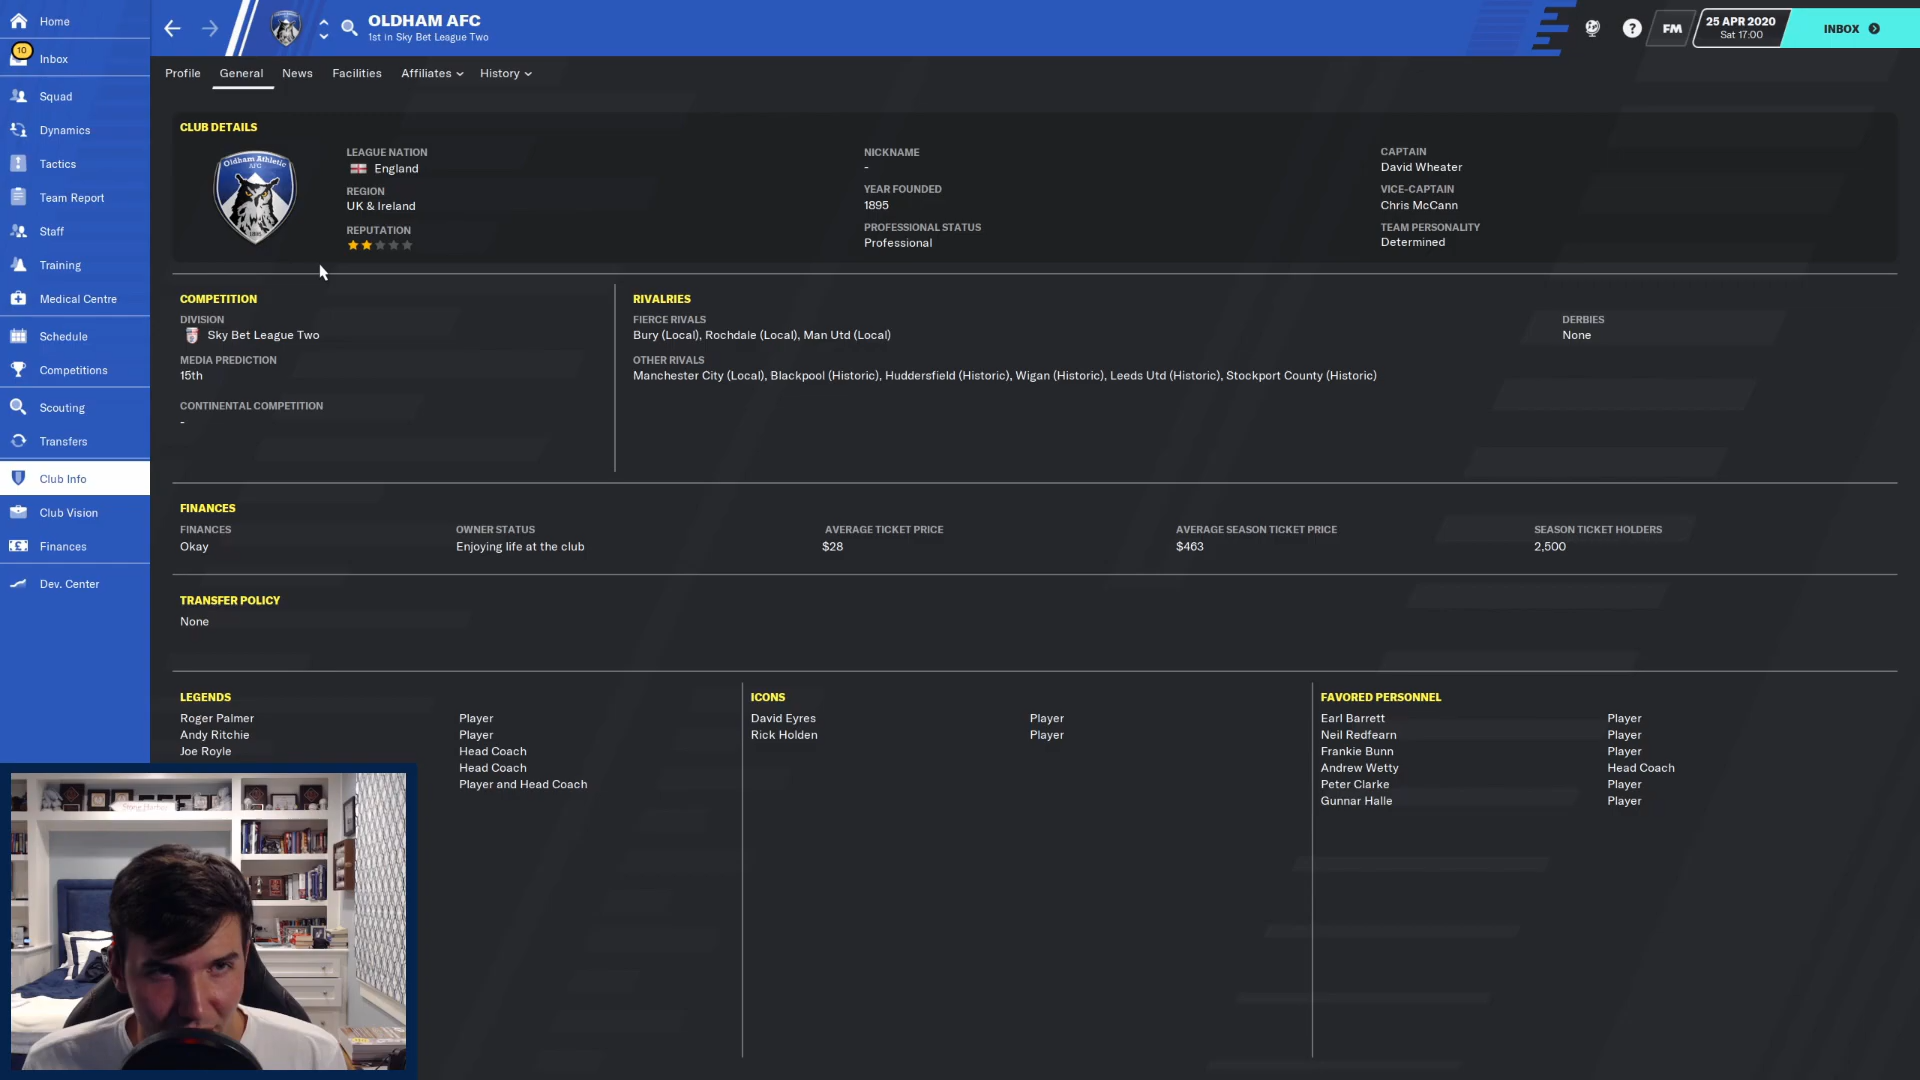 Home
10
Inbox
Squad
Dynamics
Tactics
Team Report
Staff
Training
Medical Centre
Schedule
Competitions
Scouting
Transfers
Club Info
Club Vision
Finances
Dev. Center
OLDHAM AFC
1st in Sky Bet League Two
?
FM
25 APR 2020
Sat 17:00
INBOX
Profile General News Facilities Affiliates History
CLUB DETAILS
Oldham Athletic
AFC
LEAGUE NATION
England
REGION
UK & Ireland
REPUTATION
NICKNAME
-
YEAR FOUNDED
1895
PROFESSIONAL STATUS
Professional
CAPTAIN
David Wheater
VICE-CAPTAIN
Chris McCann
TEAM PERSONALITY
Determined
COMPETITION
DIVISION
Sky Bet League Two
MEDIA PREDICTION
15th
CONTINENTAL COMPETITION
-
RIVALRIES
FIERCE RIVALS
Bury (Local), Rochdale (Local), Man Utd (Local)
OTHER RIVALS
Manchester City (Local), Blackpool (Historic), Huddersfield (Historic), Wigan (Historic), Leeds Utd (Historic), Stockport County (Historic)
DERBIES
None
FINANCES
FINANCES
Okay
OWNER STATUS
Enjoying life at the club
AVERAGE TICKET PRICE
$28
AVERAGE SEASON TICKET PRICE
$463
SEASON TICKET HOLDERS
2,500
TRANSFER POLICY
None
LEGENDS
Roger Palmer Player
Andy Ritchie Player
Joe Royle Head Coach
Head Coach
Player and Head Coach
ICONS
David Eyres Player
Rick Holden Player
FAVORED PERSONNEL
Earl Barrett Player
Neil Redfearn Player
Frankie Bunn Player
Andrew Wetty Head Coach
Peter Clarke Player
Gunnar Halle Player